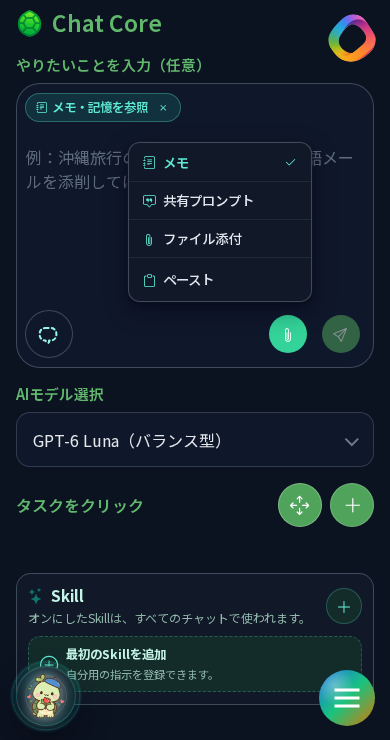 Chat Core
やりたいことを入力（任意）
メモ・記憶を参照 ×
例：沖縄旅行の
語メー
ルを添削して
メモ
共有プロンプト
ファイル添付
ペースト
AIモデル選択
GPT-6 Luna（バランス型）
タスクをクリック
Skill
オンにしたSkillは、すべてのチャットで使われます。
最初のSkillを追加
自分用の指示を登録できます。